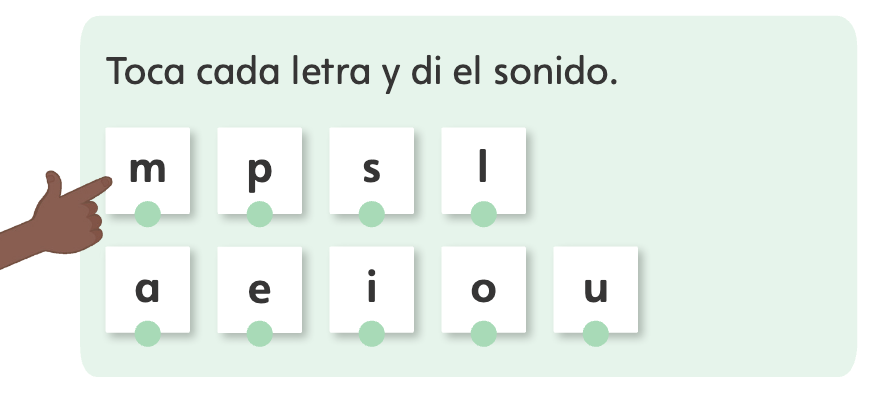 Toca cada letra y di el sonido.
m p s l
a e i o u